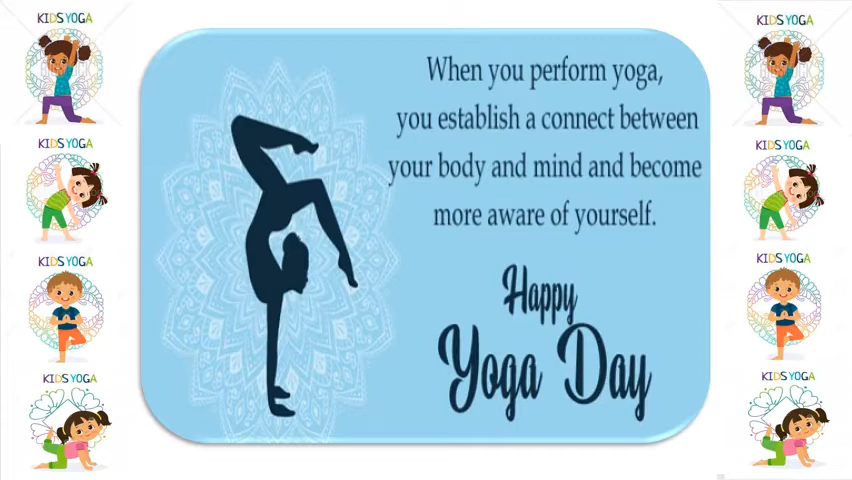 KIDS YOGA
KIDS YOGA
KIDS YOGA
KIDS YOGA
When you perform yoga,
you establish a connect between
your body and mind and become
more aware of yourself.
Happy
Yoga Day
KIDS YOGA
KIDS YOGA
KIDS YOGA
KIDS YOGA